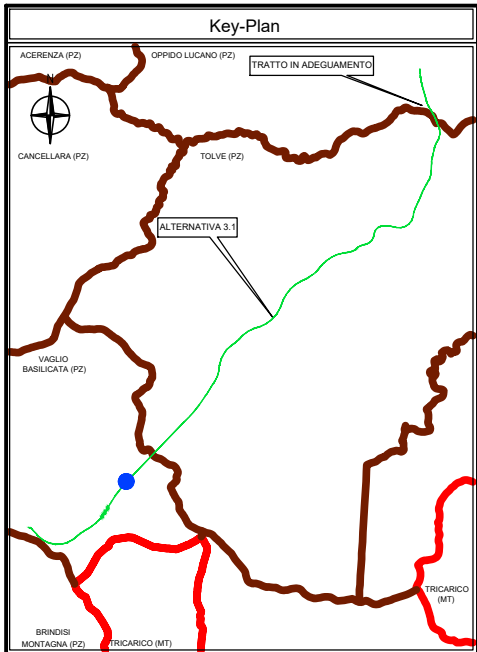 Key-Plan
ACERENZA (PZ)
OPPIDO LUCANO (PZ)
TRATTO IN ADEGUAMENTO
N
CANCELLARA (PZ)
TOLVE (PZ)
ALTERNATIVA 3.1
VAGLIO
BASILICATA (PZ)
TRICARICO
(MT)
BRINDISI
MONTAGNA (PZ)
TRICARICO (MT)